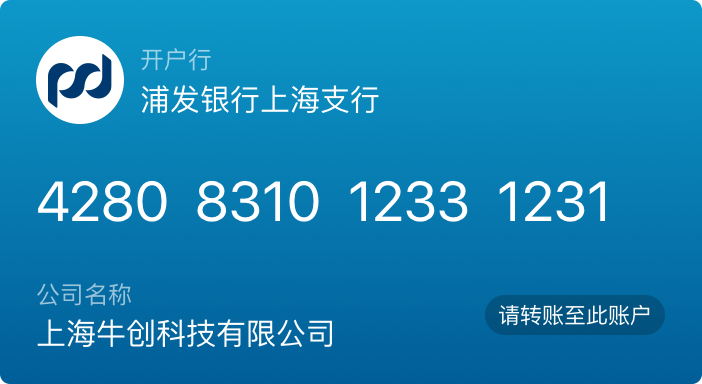 开户行
浦发银行上海支行
4280 8310 1233 1231
公司名称
上海牛创科技有限公司
请转账至此账户